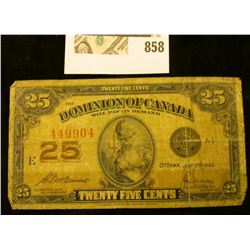 858
TWENTY FIVE CENTS
25 THE DOMINION OF CANADA 25
WILL PAY ON DEMAND
449904
E 25
OTTAWA, JULY 2ND 1923
TWENTY FIVE CENTS